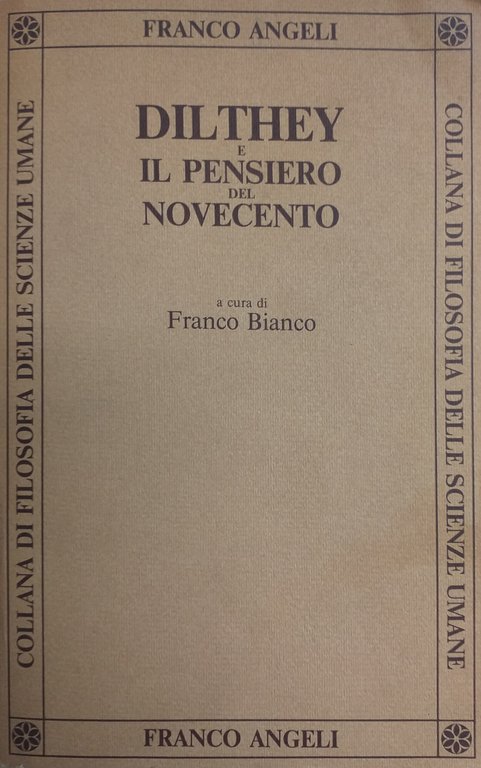 FRANCO ANGELI
DILTHEY
E
IL PENSIERO
DEL
NOVECENTO
a cura di
Franco Bianco
COLLANA DI FILOSOFIA DELLE SCIENZE UMANE
COLLANA DI FILOSOFIA DELLE SCIENZE UMANE
FRANCO ANGELI